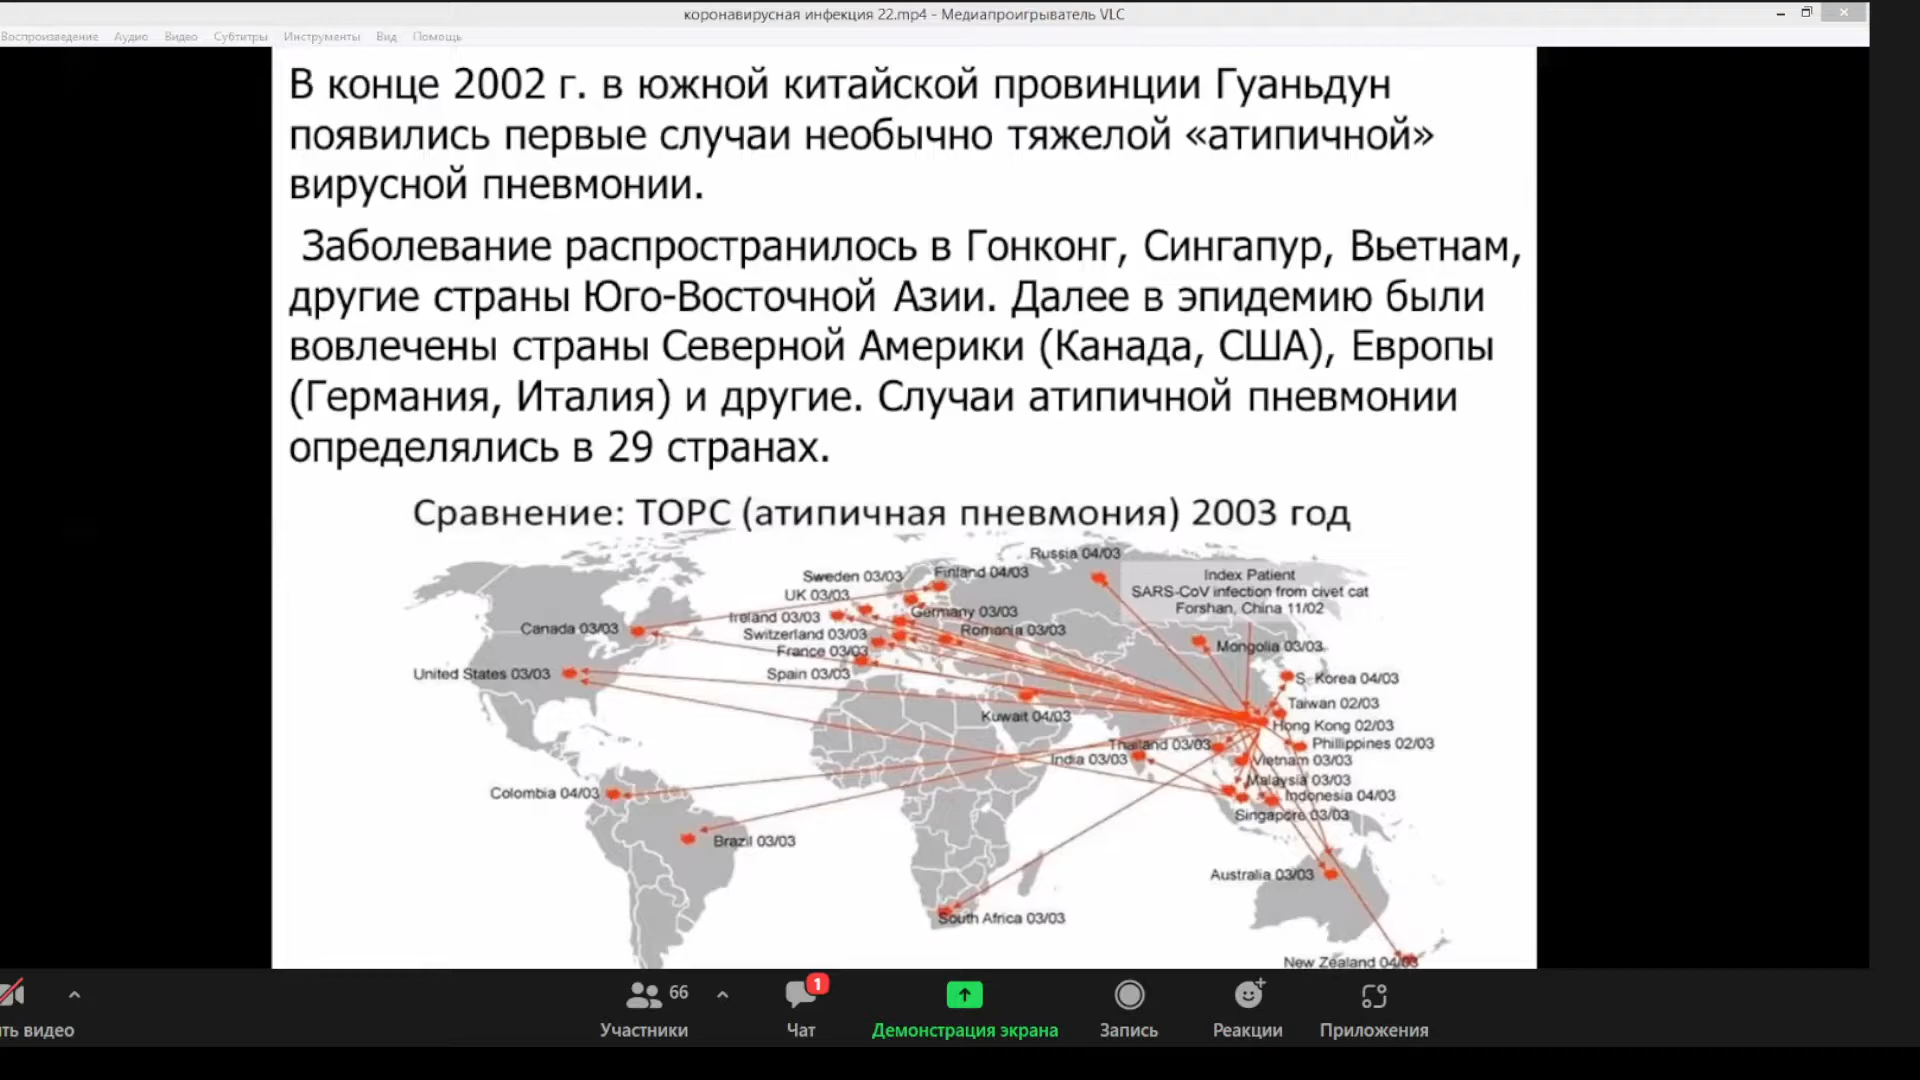 коронавирусная инфекция 22.mp4 - Медиапроигрыватель VLC
Воспроизведение Аудио Видео Субтитры Инструменты Вид Помощь
В конце 2002 г. в южной китайской провинции Гуаньдун
появились первые случаи необычно тяжелой «атипичной»
вирусной пневмонии.
Заболевание распространилось в Гонконг, Сингапур, Вьетнам,
другие страны Юго-Восточной Азии. Далее в эпидемию были
вовлечены страны Северной Америки (Канада, США), Европы
(Германия, Италия) и другие. Случаи атипичной пневмонии
определялись в 29 странах.
Сравнение: ТОРС (атипичная пневмония) 2003 год
Russia 04/03
Sweden 03/03
Finland 04/03
Index Patient
SARS-CoV infection from civet cat
Forshan, China 11/02
UK 03/03
Germany 03/03
Ireland 03/03
Canada 03/03
Switzerland 03/03
Romania 03/03
France 03/03
Mongolia 03/03
United States 03/03
Spain 03/03
S. Korea 04/03
Taiwan 02/03
Kuwait 04/03
Hong Kong 02/03
Thailand 03/03
Phillippines 02/03
India 03/03
Vietnam 03/03
Malaysia 03/03
Colombia 04/03
Indonesia 04/03
Singapore 03/03
Brazil 03/03
Australia 03/03
South Africa 03/03
New Zealand 04/03
66
1
ть видео
Участники
Чат
Демонстрация экрана
Запись
Реакции
Приложения